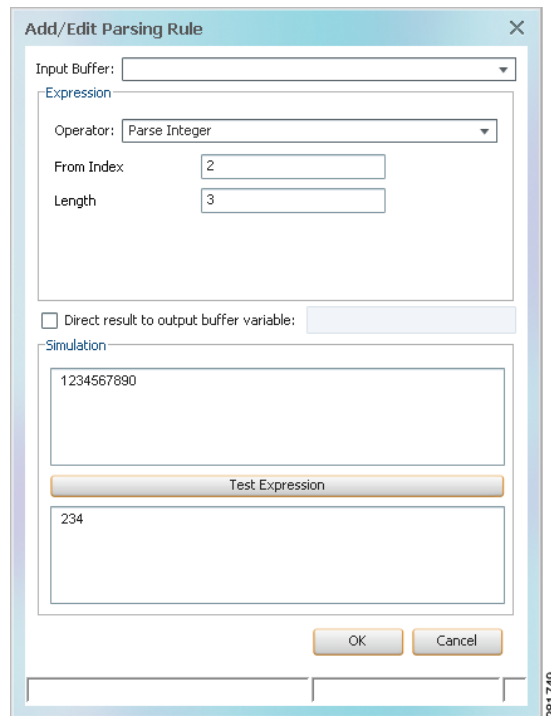 Add/Edit Parsing Rule
Input Buffer:
Expression
Operator: Parse Integer
From Index 2
Length 3
Direct result to output buffer variable:
Simulation
1234567890
Test Expression
234
OK Cancel